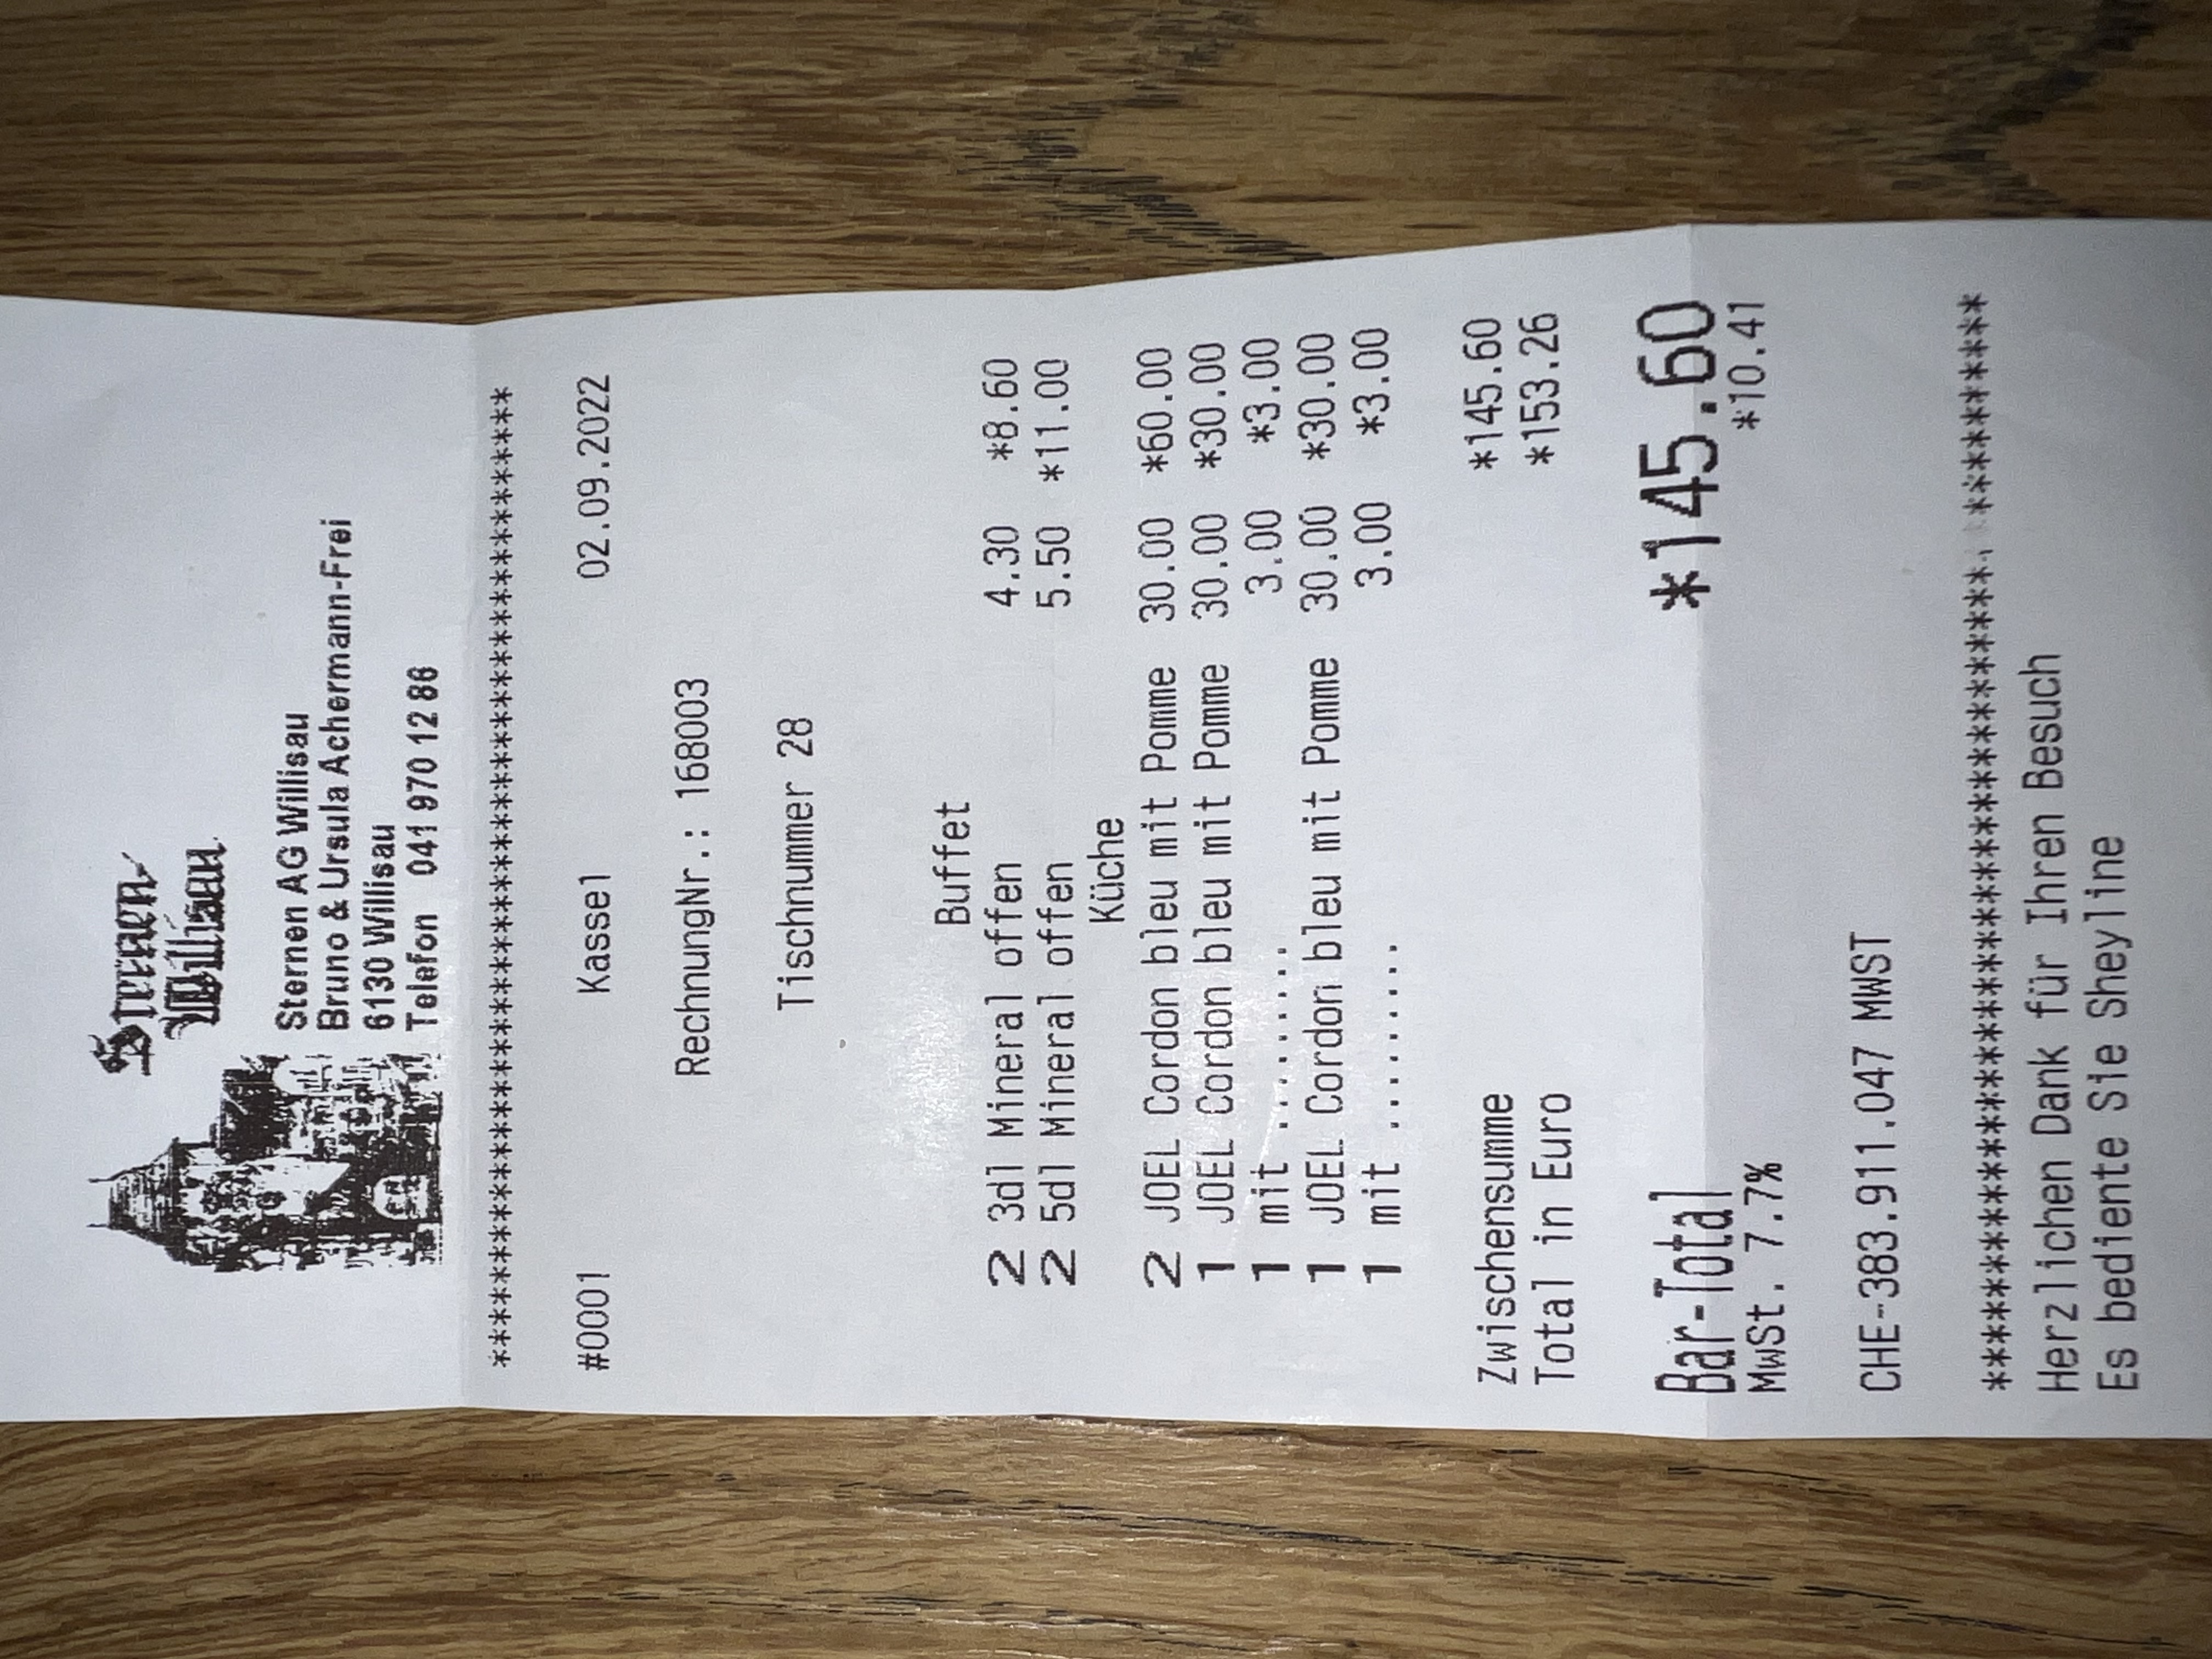 Sternen-
Willisau
Sternen AG Willisau
Bruno & Ursula Achermann-Frei
6130 Willisau
Telefon 041 970 12 86
***********************************************
#0001 Kasse1 02.09.2022
RechnungNr.: 168003
Tischnummer 28
Buffet
2 3dl Mineral offen 4.30 *8.60
2 5dl Mineral offen 5.50 *11.00
Küche
2 JOEL Cordon bleu mit Pomme 30.00 *60.00
1 JOEL Cordon bleu mit Pomme 30.00 *30.00
1 mit ......... 3.00 *3.00
1 JOEL Cordon bleu mit Pomme 30.00 *30.00
1 mit ......... 3.00 *3.00
Zwischensumme *145.60
Total in Euro *153.26
Bar-Total *145.60
MwSt. 7.7% *10.41
CHE-383.911.047 MWST
***********************************************
Herzlichen Dank für Ihren Besuch
Es bediente Sie Sheyline